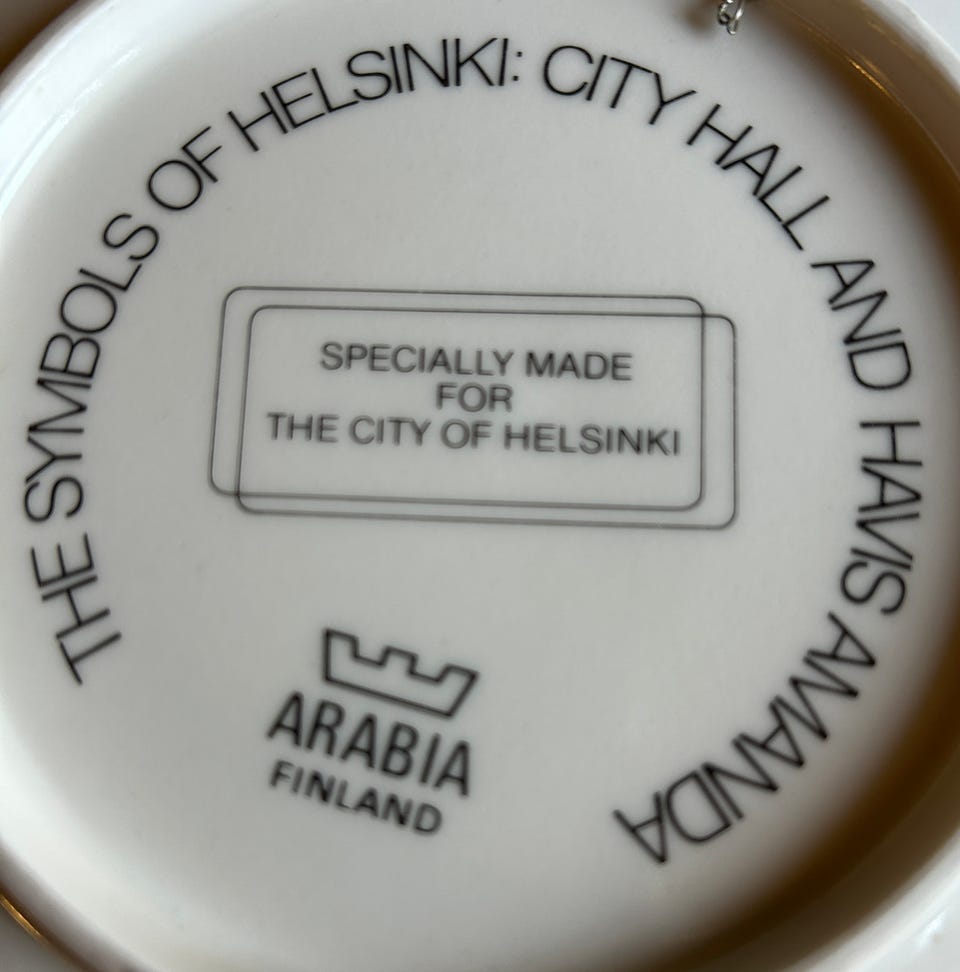 THE SYMBOLS OF HELSINKI: CITY HALL AND HAVIS AMANDA
SPECIALLY MADE
FOR
THE CITY OF HELSINKI
ARABIA
FINLAND